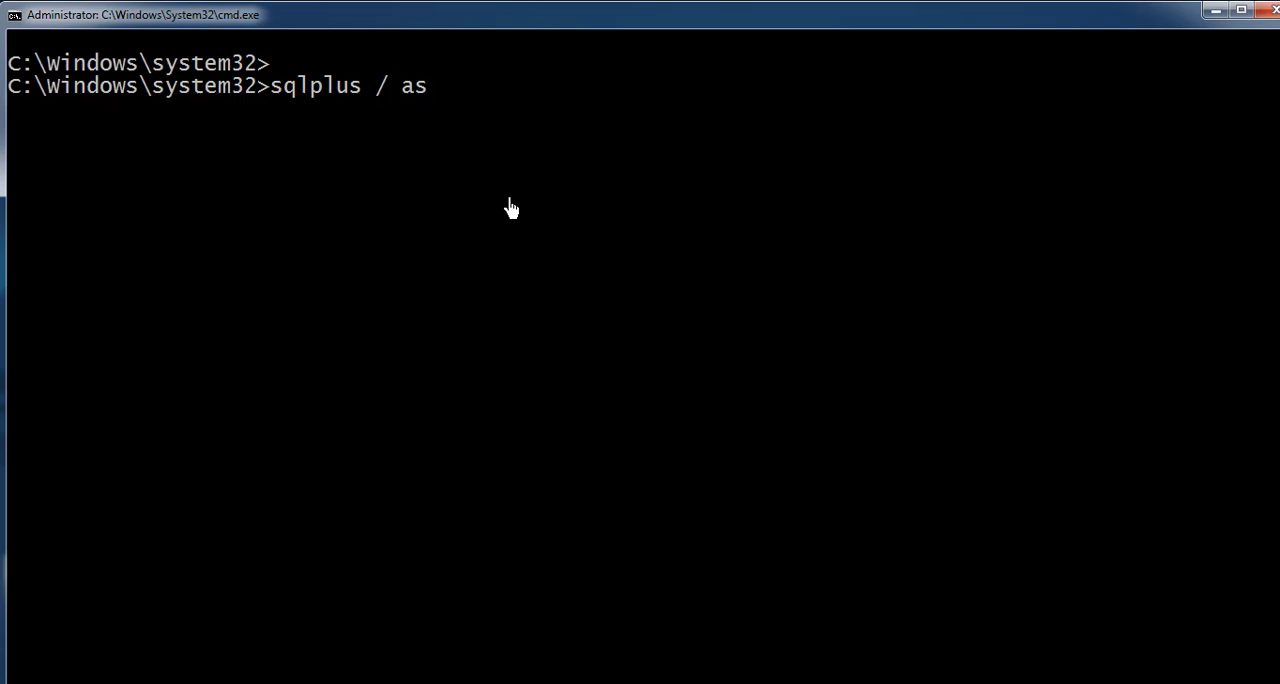 Administrator: C:\Windows\System32\cmd.exe
C:\Windows\system32>
C:\Windows\system32>sqlplus / as